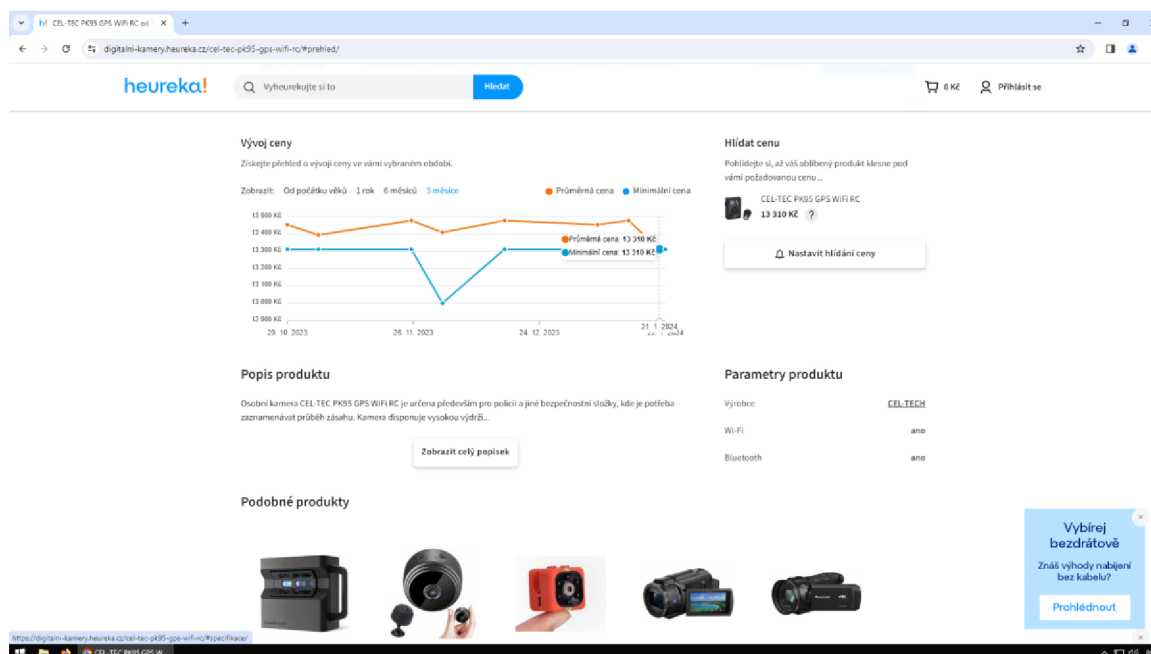 h! CEL-TEC PK95 GPS WiFi RC od
digitalni-kamery.heureka.cz/cel-tec-pk95-gps-wifi-rc/#prehled/
heureka!
Vyheurekujte si to
Hledat
0 Kč
Přihlásit se
Vývoj ceny
Získejte přehled o vývoji ceny ve vámi vybraném období.
Zobrazit: Od počátku věků 1 rok 6 měsíců 3 měsíce
Průměrná cena Minimální cena
13 500 Kč
13 400 Kč
13 300 Kč
13 200 Kč
13 100 Kč
13 000 Kč
12 900 Kč
Průměrná cena: 13 310 Kč
Minimální cena: 13 310 Kč
29. 10. 2023
26. 11. 2023
24. 12. 2023
21. 1. 2024
22. 1. 2024
Hlídat cenu
Pohlídejte si, až váš oblíbený produkt klesne pod
vámi požadovanou cenu...
CEL-TEC PK95 GPS WiFi RC
13 310 Kč ?
Nastavit hlídání ceny
Popis produktu
Osobní kamera CEL-TEC PK95 GPS WiFi RC je určena především pro policii a jiné bezpečnostní složky, kde je potřeba
zaznamenávat průběh zásahu. Kamera disponuje vysokou výdrží...
Zobrazit celý popisek
Parametry produktu
Výrobce CEL-TECH
Wi-Fi ano
Bluetooth ano
Podobné produkty
Vybírej
bezdrátově
Znáš výhody nabíjení
bez kabelu?
Prohlédnout
https://digitalni-kamery.heureka.cz/cel-tec-pk95-gps-wifi-rc/#specifikace/
CEL-TEC PK95 GPS W...